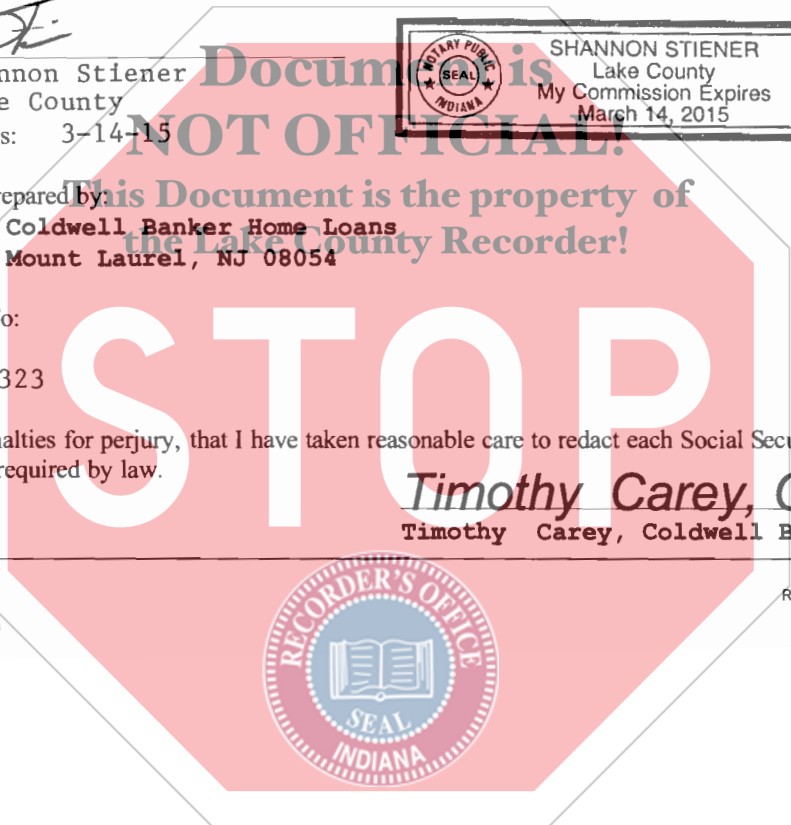 SHANNON STIENER
Lake County
My Commission Expires
March 14, 2015
NOTARY PUBLIC
SEAL
INDIANA
nnon Stiener
e County
s: 3-14-15
Document is
NOT OFFICIAL!
This Document is the property of
the Lake County Recorder!
repared by:
Coldwell Banker Home Loans
Mount Laurel, NJ 08054
o:
323
STOP
alties for perjury, that I have taken reasonable care to redact each Social Secu
required by law.
Timothy Carey, C
Timothy Carey, Coldwell B
R
RECORDER'S OFFICE
SEAL
INDIANA